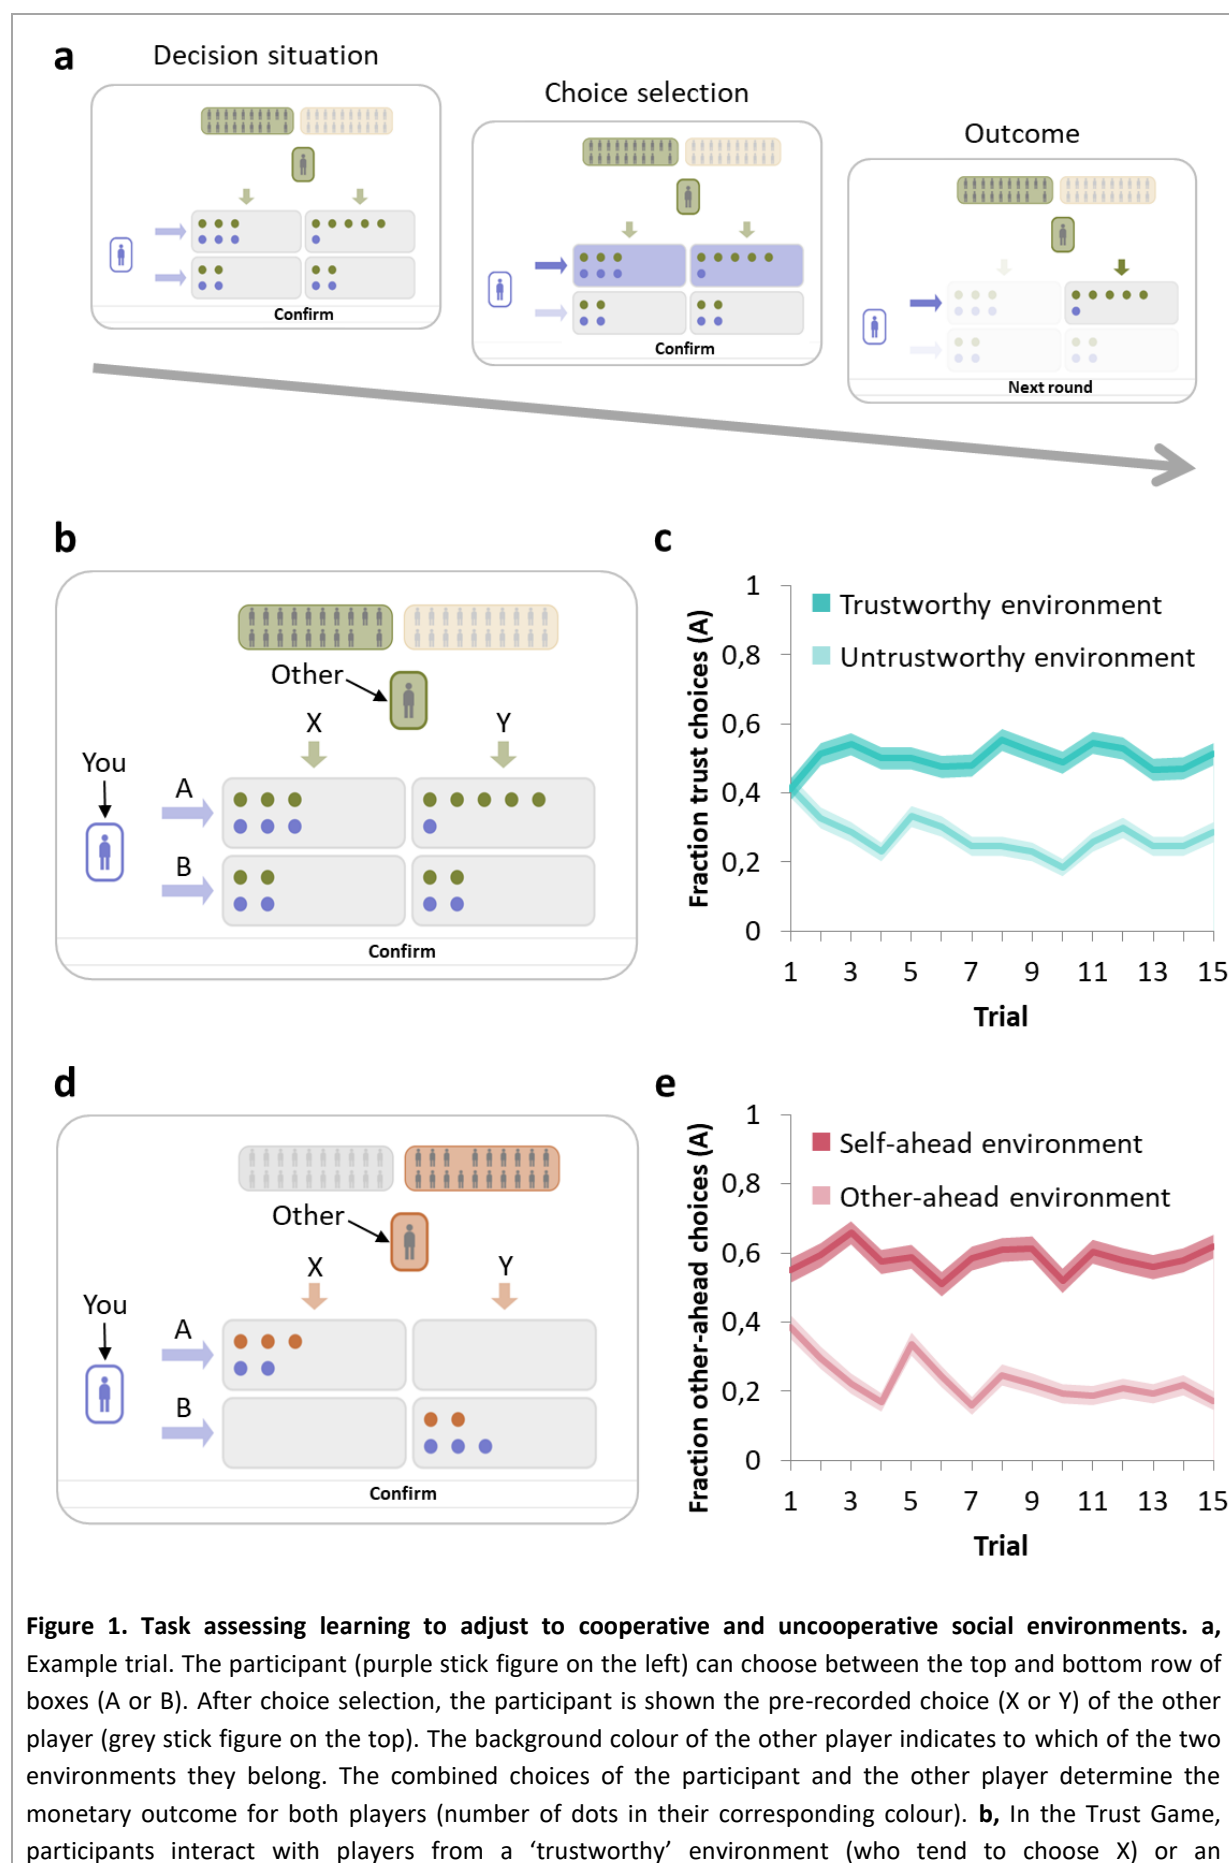 a
Decision situation
Choice selection
Outcome
Confirm
Confirm
Next round
b
Other
X
Y
You
A
B
Confirm
c
1
0,8
0,6
0,4
0,2
0
Fraction trust choices (A)
Trustworthy environment
Untrustworthy environment
1 3 5 7 9 11 13 15
Trial
d
Other
X
Y
You
A
B
Confirm
e
1
0,8
0,6
0,4
0,2
0
Fraction other-ahead choices (A)
Self-ahead environment
Other-ahead environment
1 3 5 7 9 11 13 15
Trial
Figure 1. Task assessing learning to adjust to cooperative and uncooperative social environments. a,
Example trial. The participant (purple stick figure on the left) can choose between the top and bottom row of
boxes (A or B). After choice selection, the participant is shown the pre-recorded choice (X or Y) of the other
player (grey stick figure on the top). The background colour of the other player indicates to which of the two
environments they belong. The combined choices of the participant and the other player determine the
monetary outcome for both players (number of dots in their corresponding colour). b, In the Trust Game,
participants interact with players from a ‘trustworthy’ environment (who tend to choose X) or an